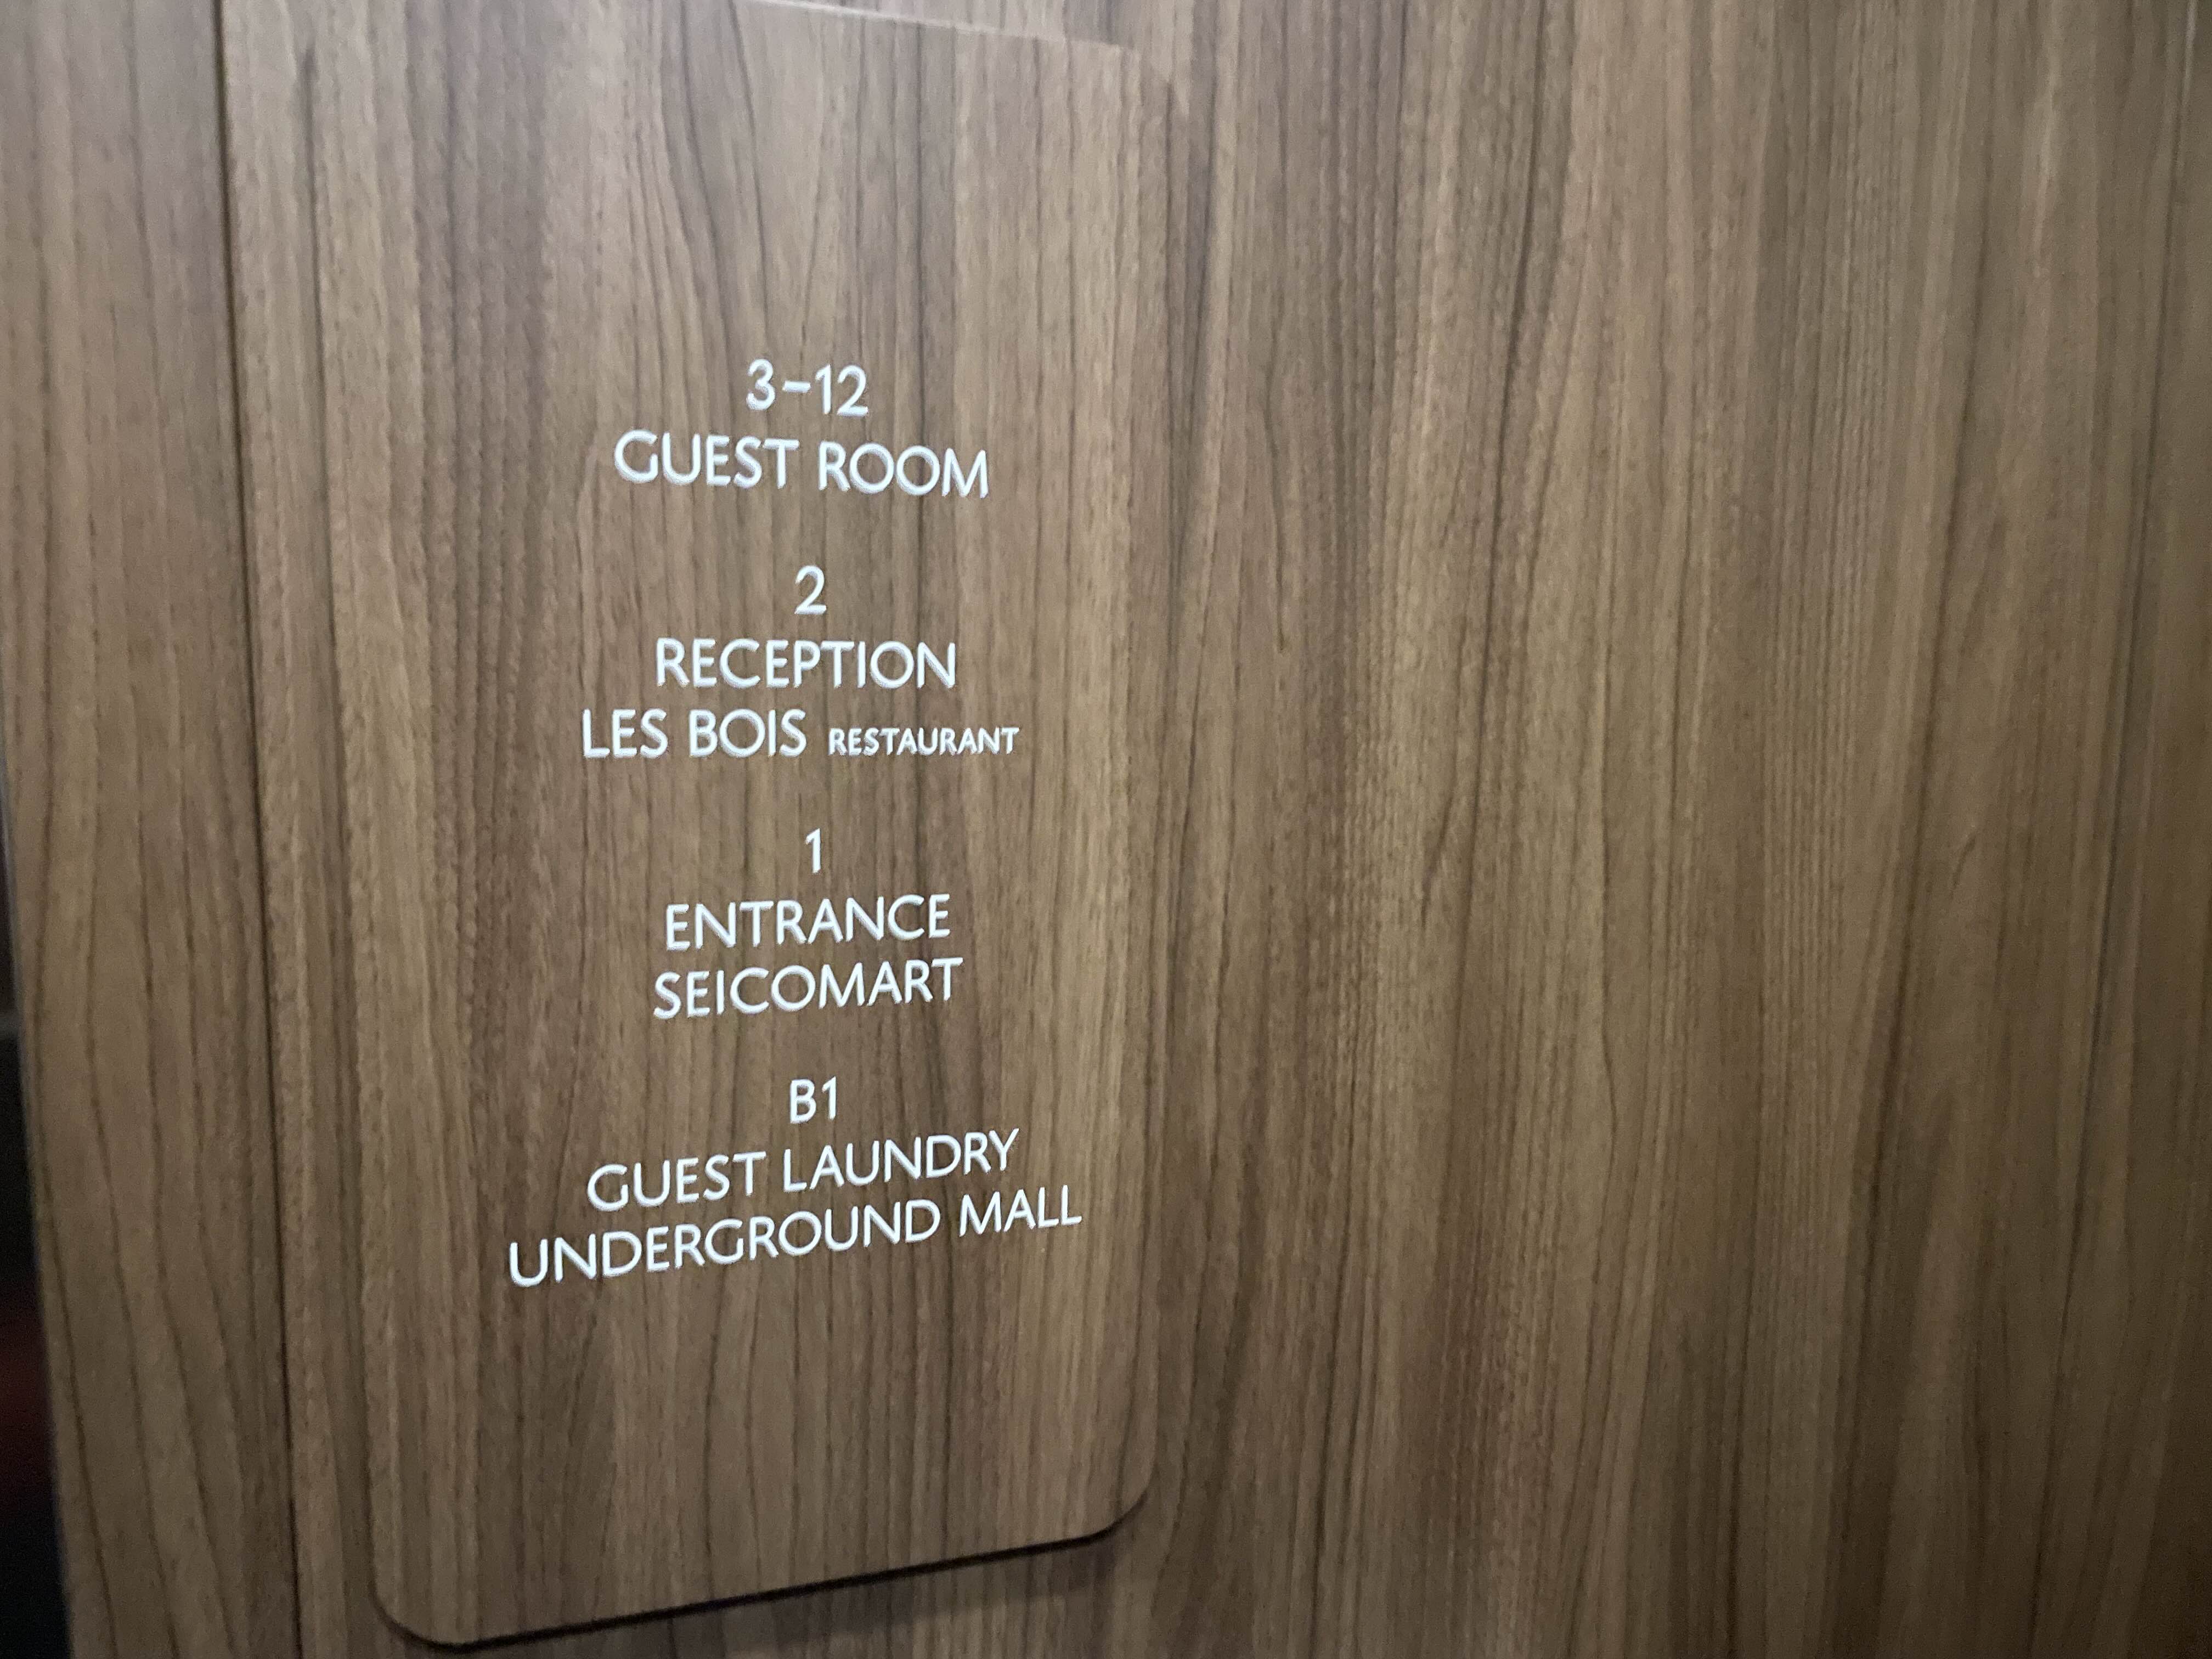 3-12
GUEST ROOM
2
RECEPTION
LES BOIS RESTAURANT
1
ENTRANCE
SEICOMART
B1
GUEST LAUNDRY
UNDERGROUND MALL